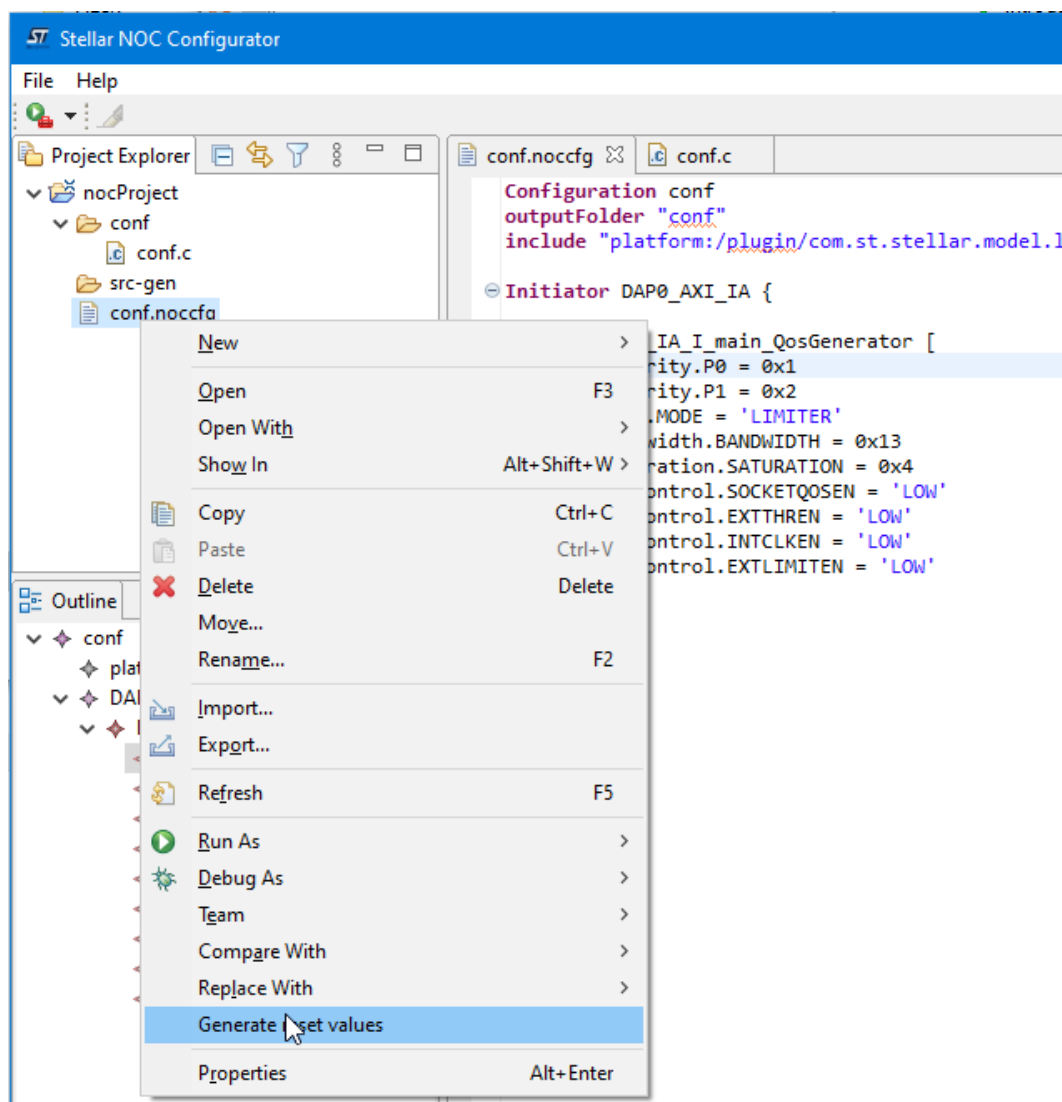 Stellar NOC Configurator
File Help
Project Explorer
conf.noccfg conf.c
nocProject
conf
conf.c
src-gen
conf.noccfg
Configuration conf
outputFolder "conf"
include "platform:/plugin/com.st.stellar.model.l
Initiator DAP0_AXI_IA {
_IA_I_main_QosGenerator [
rity.P0 = 0x1
rity.P1 = 0x2
.MODE = 'LIMITER'
width.BANDWIDTH = 0x13
ration.SATURATION = 0x4
ontrol.SOCKETQOSEN = 'LOW'
ontrol.EXTTHREN = 'LOW'
ontrol.INTCLKEN = 'LOW'
ontrol.EXTLIMITEN = 'LOW'
New
Open F3
Open With
Show In Alt+Shift+W
Copy Ctrl+C
Paste Ctrl+V
Delete Delete
Move...
Rename... F2
Import...
Export...
Refresh F5
Run As
Debug As
Team
Compare With
Replace With
Generate reset values
Properties Alt+Enter
Outline
conf
plat
DAP